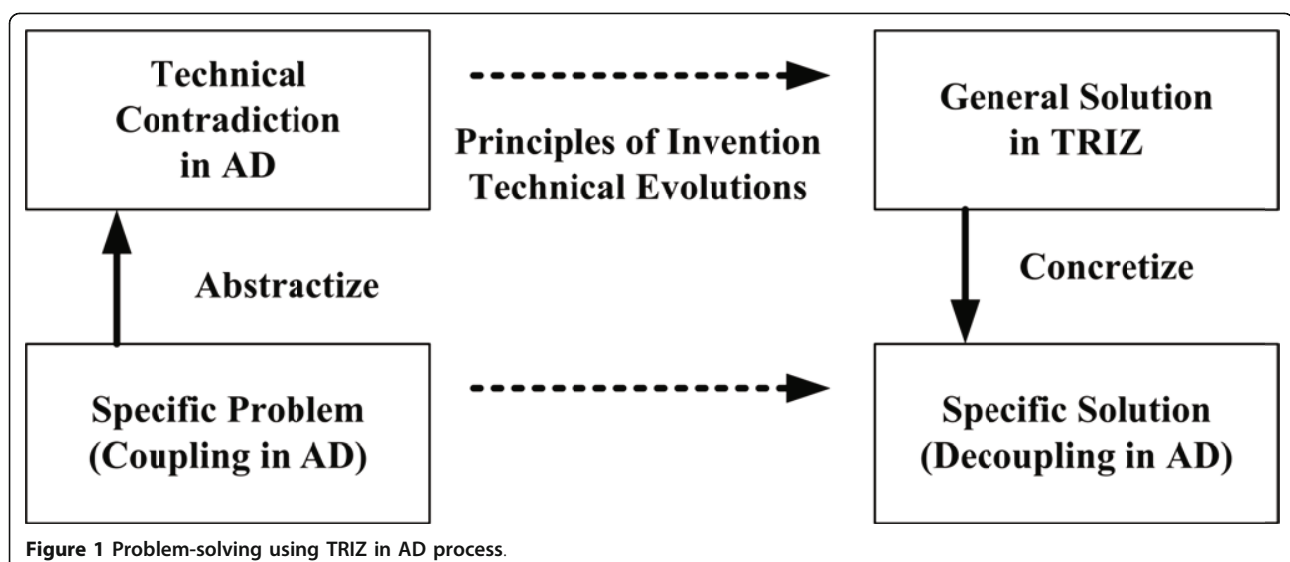 Technical
Contradiction
in AD
Principles of Invention
Technical Evolutions
General Solution
in TRIZ
Abstractize
Concretize
Specific Problem
(Coupling in AD)
Specific Solution
(Decoupling in AD)
Figure 1 Problem-solving using TRIZ in AD process.